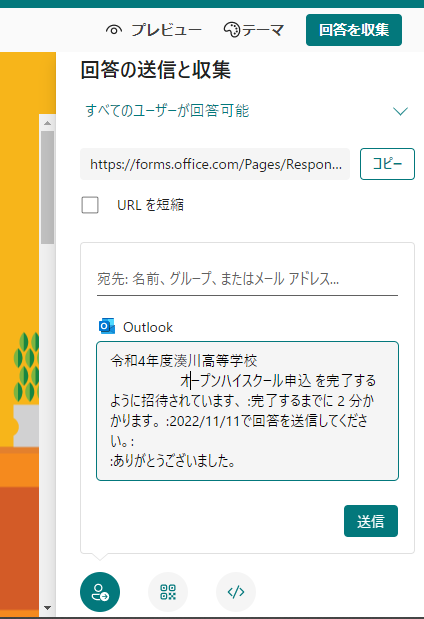 プレビュー テーマ 回答を収集
回答の送信と収集
すべてのユーザーが回答可能
https://forms.office.com/Pages/Respon... コピー
URL を短縮
宛先: 名前、グループ、またはメール アドレス...
Outlook
令和4年度湊川高等学校
オープンハイスクール申込 を完了する
ように招待されています、:完了するまでに 2 分か
かります。:2022/11/11で回答を送信してくださ
い。:
:ありがとうございました。
送信